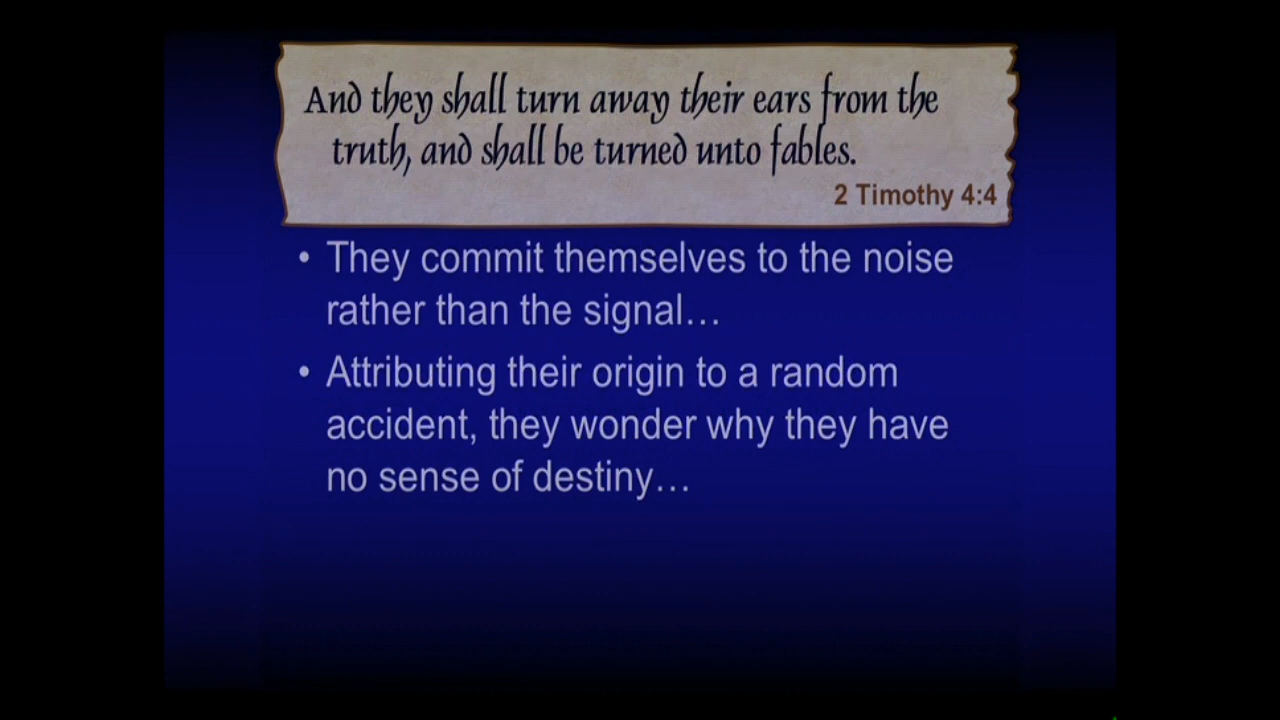 And they shall turn away their ears from the
truth, and shall be turned unto fables.
2 Timothy 4:4
• They commit themselves to the noise
rather than the signal…
• Attributing their origin to a random
accident, they wonder why they have
no sense of destiny…